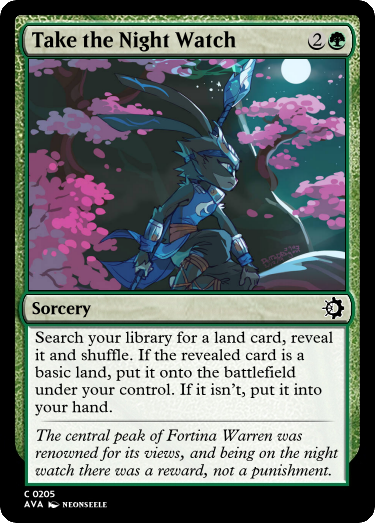 Take the Night Watch 2
Sorcery
Search your library for a land card, reveal
it and shuffle. If the revealed card is a
basic land, put it onto the battlefield
under your control. If it isn't, put it into
your hand.
The central peak of Fortina Warren was
renowned for its views, and being on the night
watch there was a reward, not a punishment.
C 0205
AVA NEONSEELE